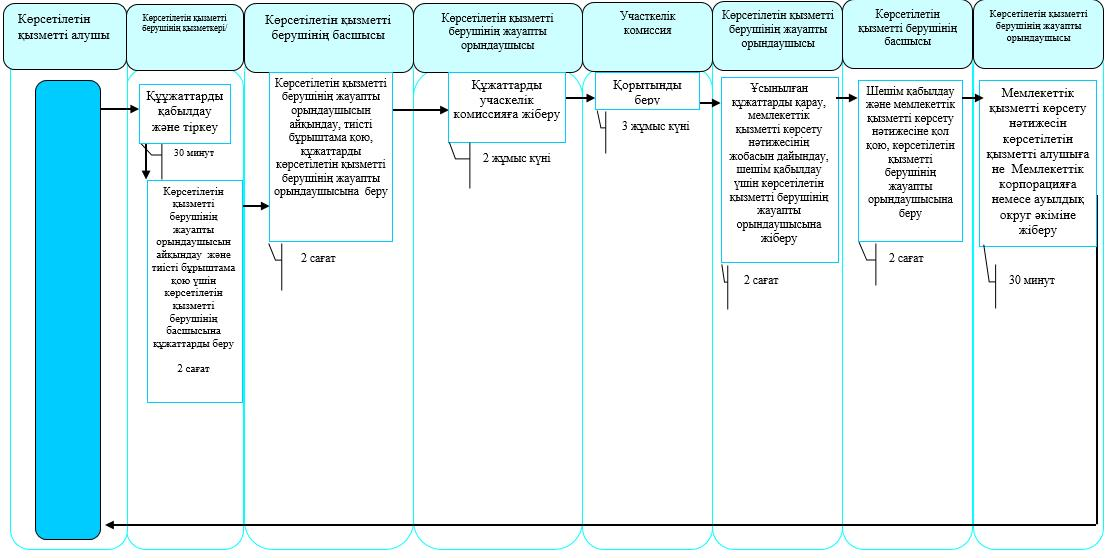 Көрсетілетін
қызметті алушы
Көрсетілетін қызметті
берушінің қызметкері/
Көрсетілетін қызметті
берушінің басшысы
Көрсетілетін қызметті
берушінің жауапты
орындаушысы
Участкелік
комиссия
Көрсетілетін қызметті
берушінің жауапты
орындаушысы
Көрсетілетін
қызметті берушінің
басшысы
Көрсетілетін қызметті
берушінің жауапты
орындаушысы
Құүжаттарды
қабылдау
және тіркеу
30 минут
Көрсетілетін
қызметті
берушінің
жауапты
орындаушысын
айқындау және
тиісті бұрыштама
қою үшін
көрсетілетін
қызметті
берушінің
басшысына
құжаттарды беру
2 сағат
Көрсетілетін қызметті
берушінің жауапты
орындаушысын
айқындау, тиісті
бұрыштама қою,
құжаттарды
көрсетілетін қызметті
берушінің жауапты
орындаушысына беру
2 сағат
Құжаттарды
учаскелік
комиссияға жіберу
2 жұмыс күні
Қорытынды
беру
3 жұмыс күні
Ұсынылған
құжаттарды қарау,
мемлекеттік
қызметті көрсету
нәтижесінің
жобасын дайындау,
шешім қабылдау
үшін көрсетілетін
қызметті берушінің
жауапты
орындаушысына
жіберу
2 сағат
Шешім қабылдау
және мемлекеттік
қызметті көрсету
нәтижесіне қол
қою, көрсетілетін
қызметті
берушінің
жауапты
орындаушысына
беру
2 сағат
Мемлекеттік
қызметті көрсету
нәтижесін
көрсетілетін
қызметті алушыға
не Мемлекеттік
корпорацияға
немесе ауылдық
округ әкіміне
жіберу
30 минут